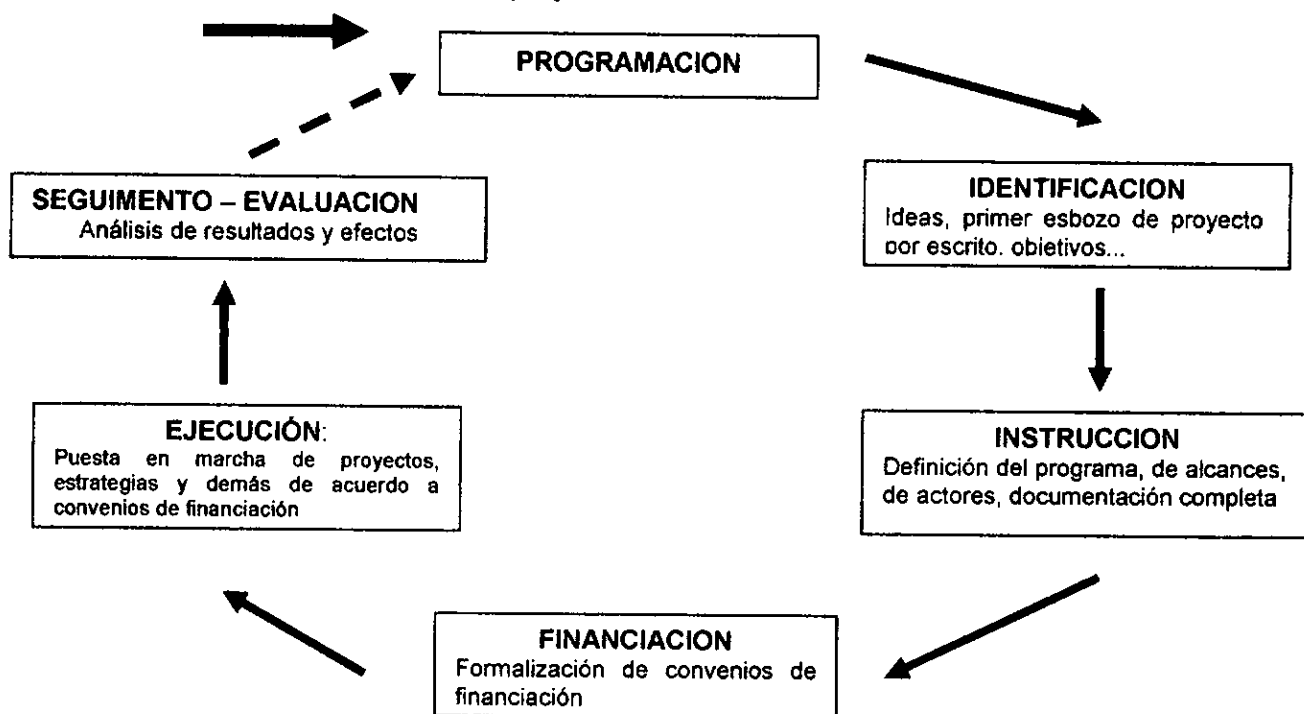 PROGRAMACION
IDENTIFICACION
Ideas, primer esbozo de proyecto
por escrito. obietivos...
INSTRUCCION
Definición del programa, de alcances,
de actores, documentación completa
FINANCIACION
Formalización de convenios de
financiación
EJECUCIÓN:
Puesta en marcha de proyectos,
estrategias y demás de acuerdo a
convenios de financiación
SEGUIMENTO – EVALUACION
Análisis de resultados y efectos